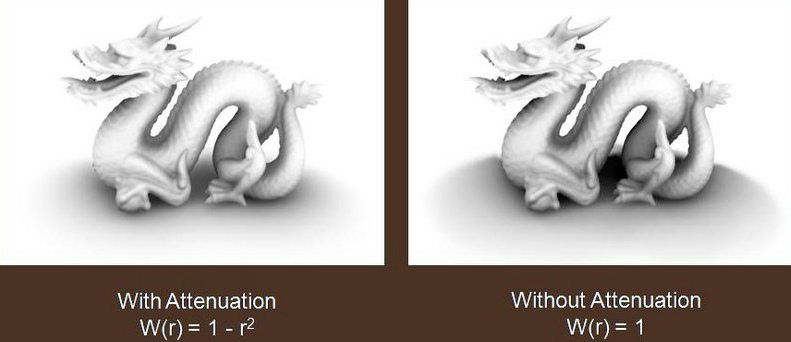 With Attenuation
W(r) = 1 - r²
Without Attenuation
W(r) = 1